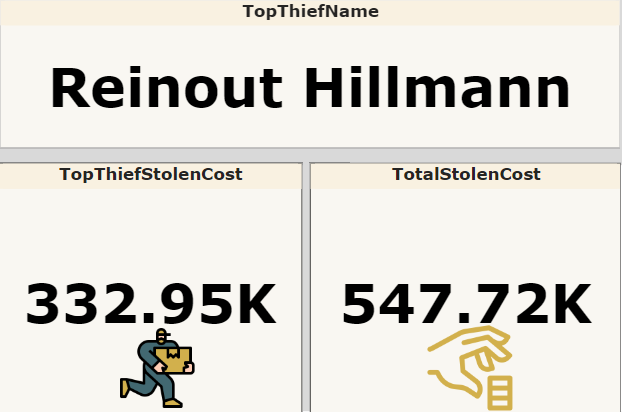 TopThiefName
Reinout Hillmann
TopThiefStolenCost
TotalStolenCost
332.95K
547.72K